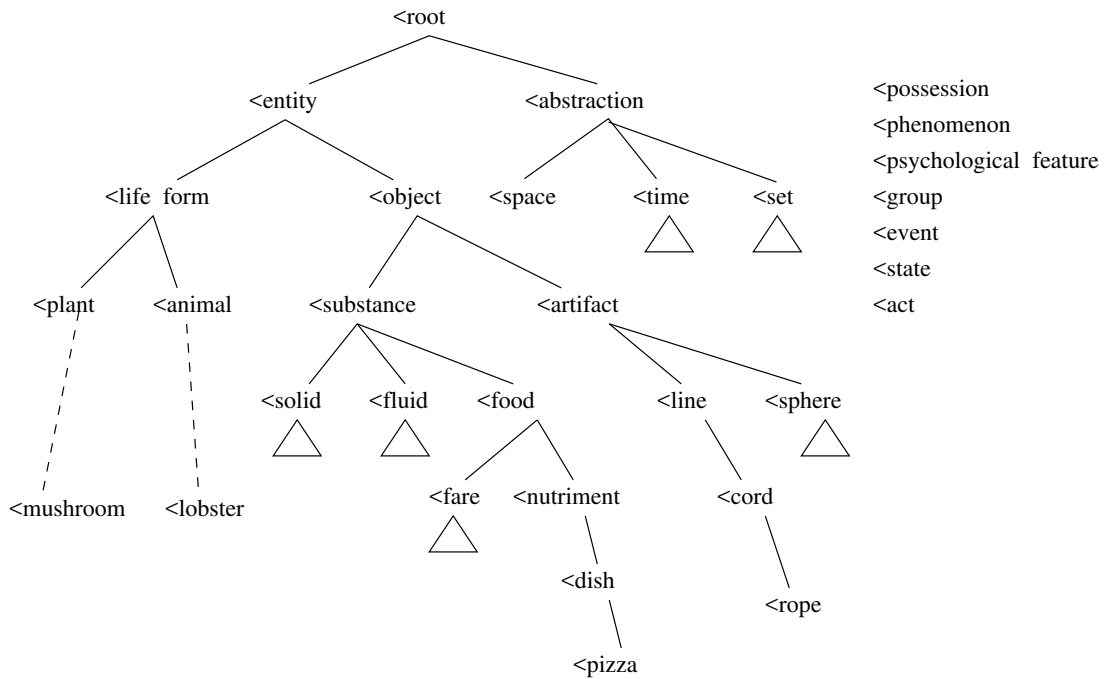 <root
<entity <abstraction
<possession
<phenomenon
<psychological feature
<group
<event
<state
<act
<life form <object <space <time <set
<plant <animal <substance <artifact
<solid <fluid <food <line <sphere
<mushroom <lobster <fare <nutriment <cord
<dish
<rope
<pizza